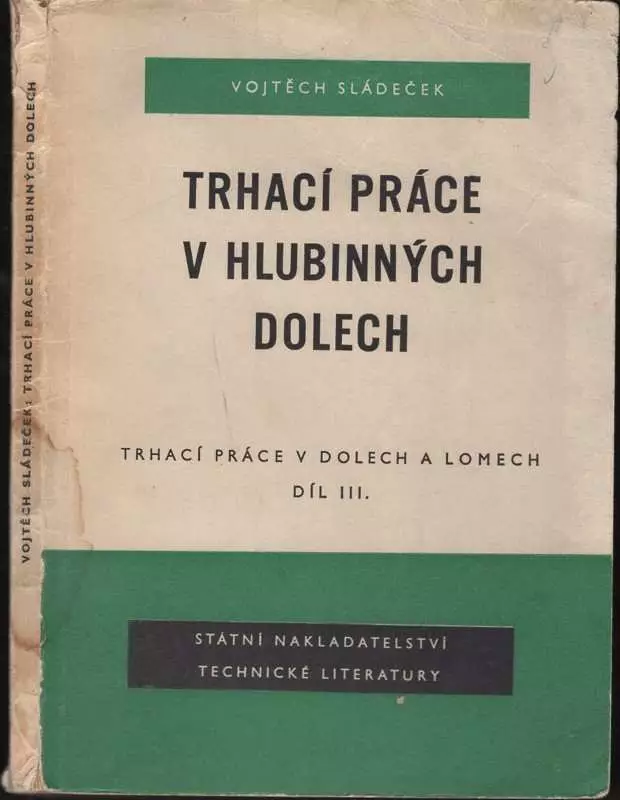 VOJTĚCH SLÁDEČEK
TRHACÍ PRÁCE
V HLUBINNÝCH
DOLECH
TRHACÍ PRÁCE V DOLECH A LOMECH
DÍL III.
STÁTNÍ NAKLADATELSTVÍ
TECHNICKÉ LITERATURY
VOJTĚCH SLÁDEČEK: TRHACÍ PRÁCE V HLUBINNÝCH DOLECH